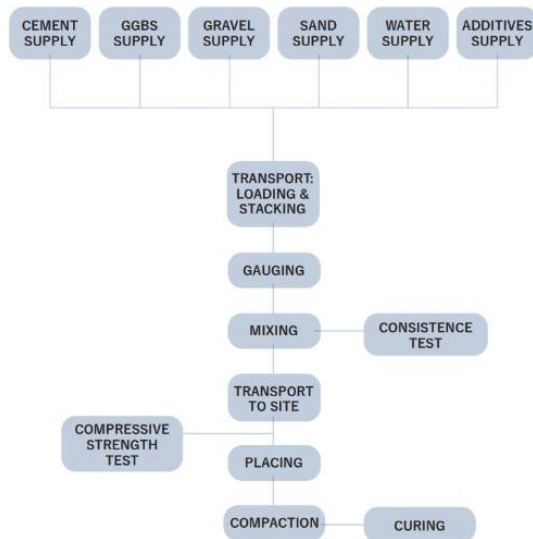 CEMENT
SUPPLY
GGBS
SUPPLY
GRAVEL
SUPPLY
SAND
SUPPLY
WATER
SUPPLY
ADDITIVES
SUPPLY
TRANSPORT:
LOADING &
STACKING
GAUGING
MIXING
CONSISTENCE
TEST
TRANSPORT
TO SITE
COMPRESSIVE
STRENGTH
TEST
PLACING
COMPACTION
CURING